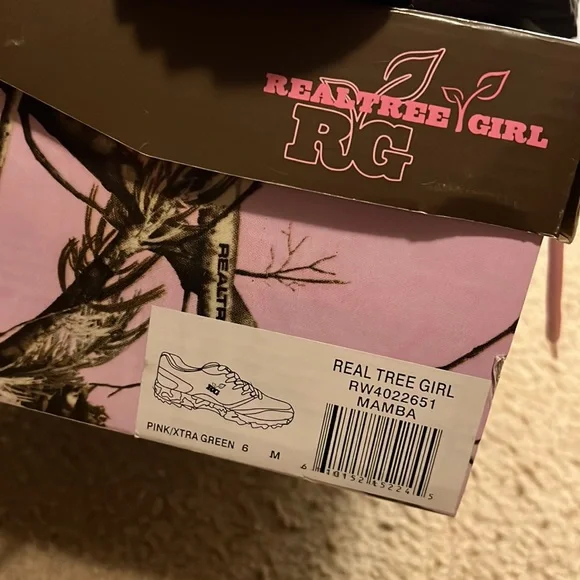 REALTREE GIRL
RG
REALTR
REAL TREE GIRL
RW4022651
MAMBA
PINK/XTRA GREEN 6 M